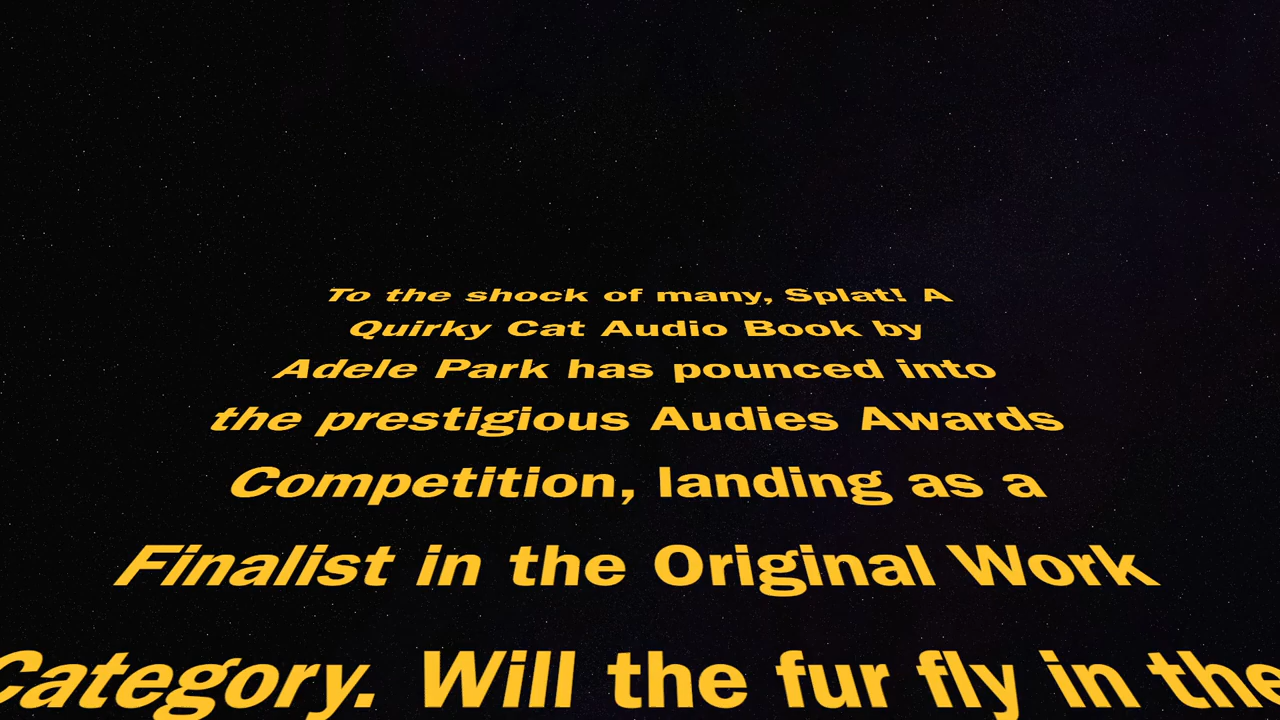 To the shock of many, Splat! A
Quirky Cat Audio Book by
Adele Park has pounced into
the prestigious Audies Awards
Competition, landing as a
Finalist in the Original Work
Category. Will the fur fly in the